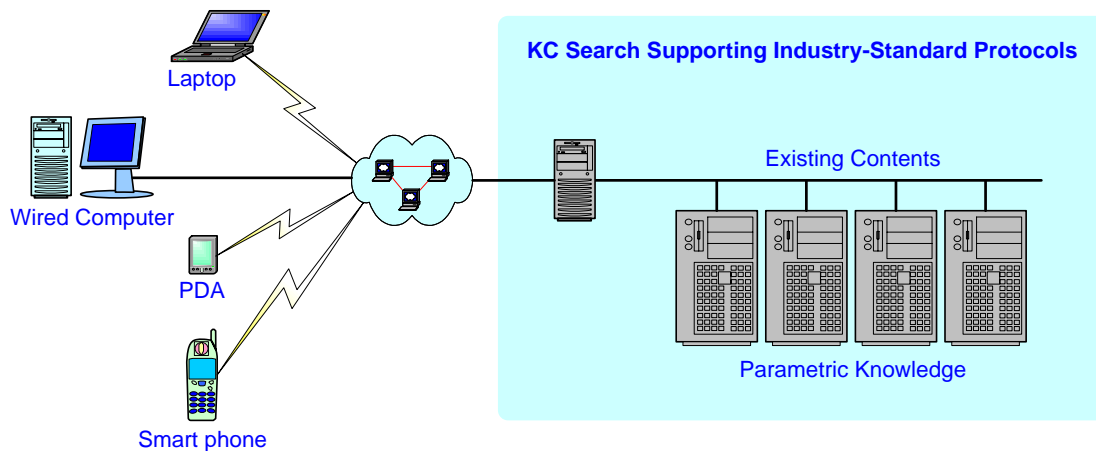 KC Search Supporting Industry-Standard Protocols
Laptop
Existing Contents
Wired Computer
PDA
Parametric Knowledge
Smart phone